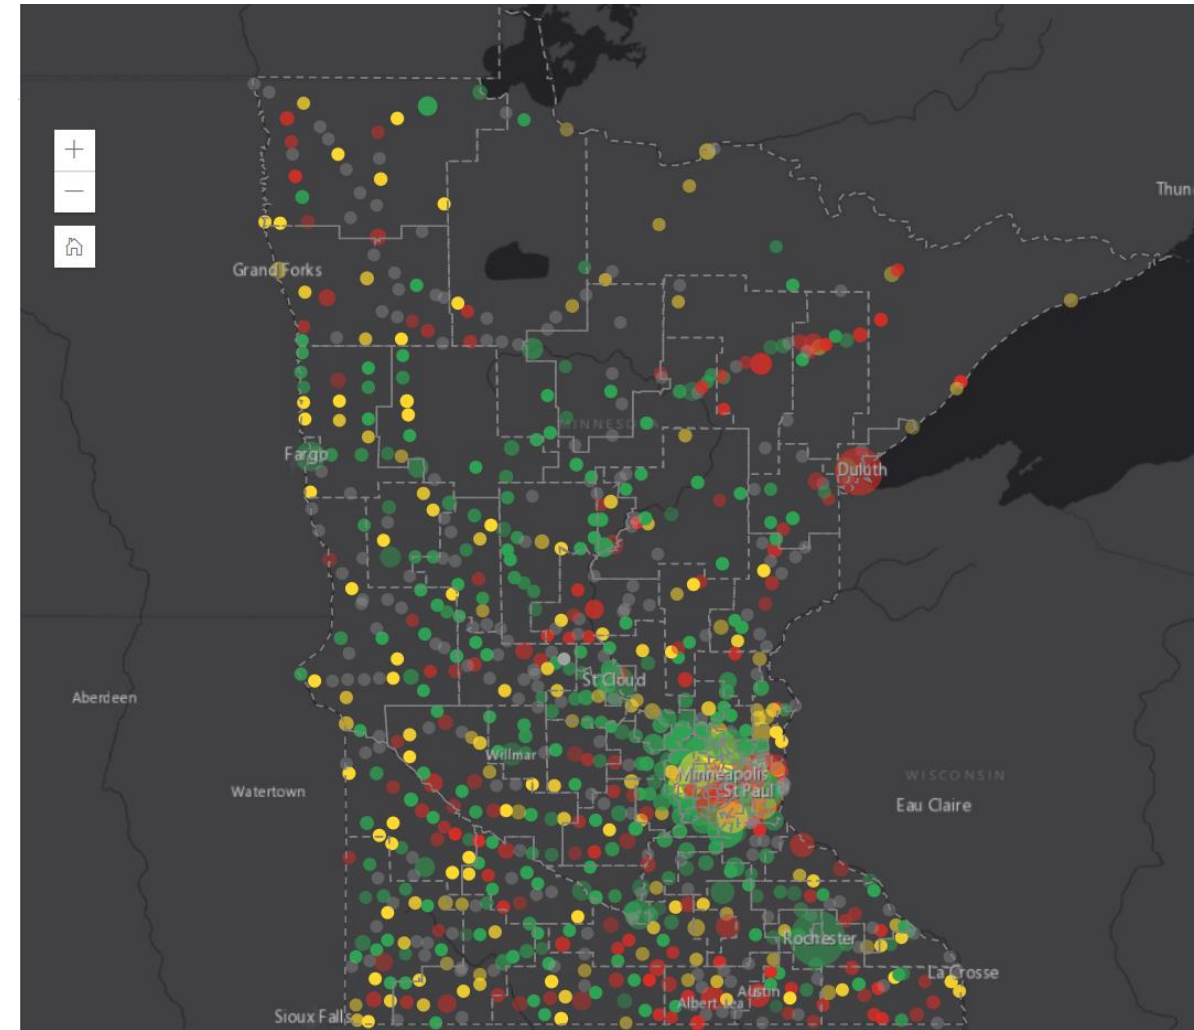 +
Thun
−
Grand Forks
MINNESO
Fargo
Duluth
St Cloud
Aberdeen
Willmar
Minneapolis
WISCONSIN
St Paul
Watertown
Eau Claire
Rochester
La Crosse
Austin
Albert Lea
Sioux Falls